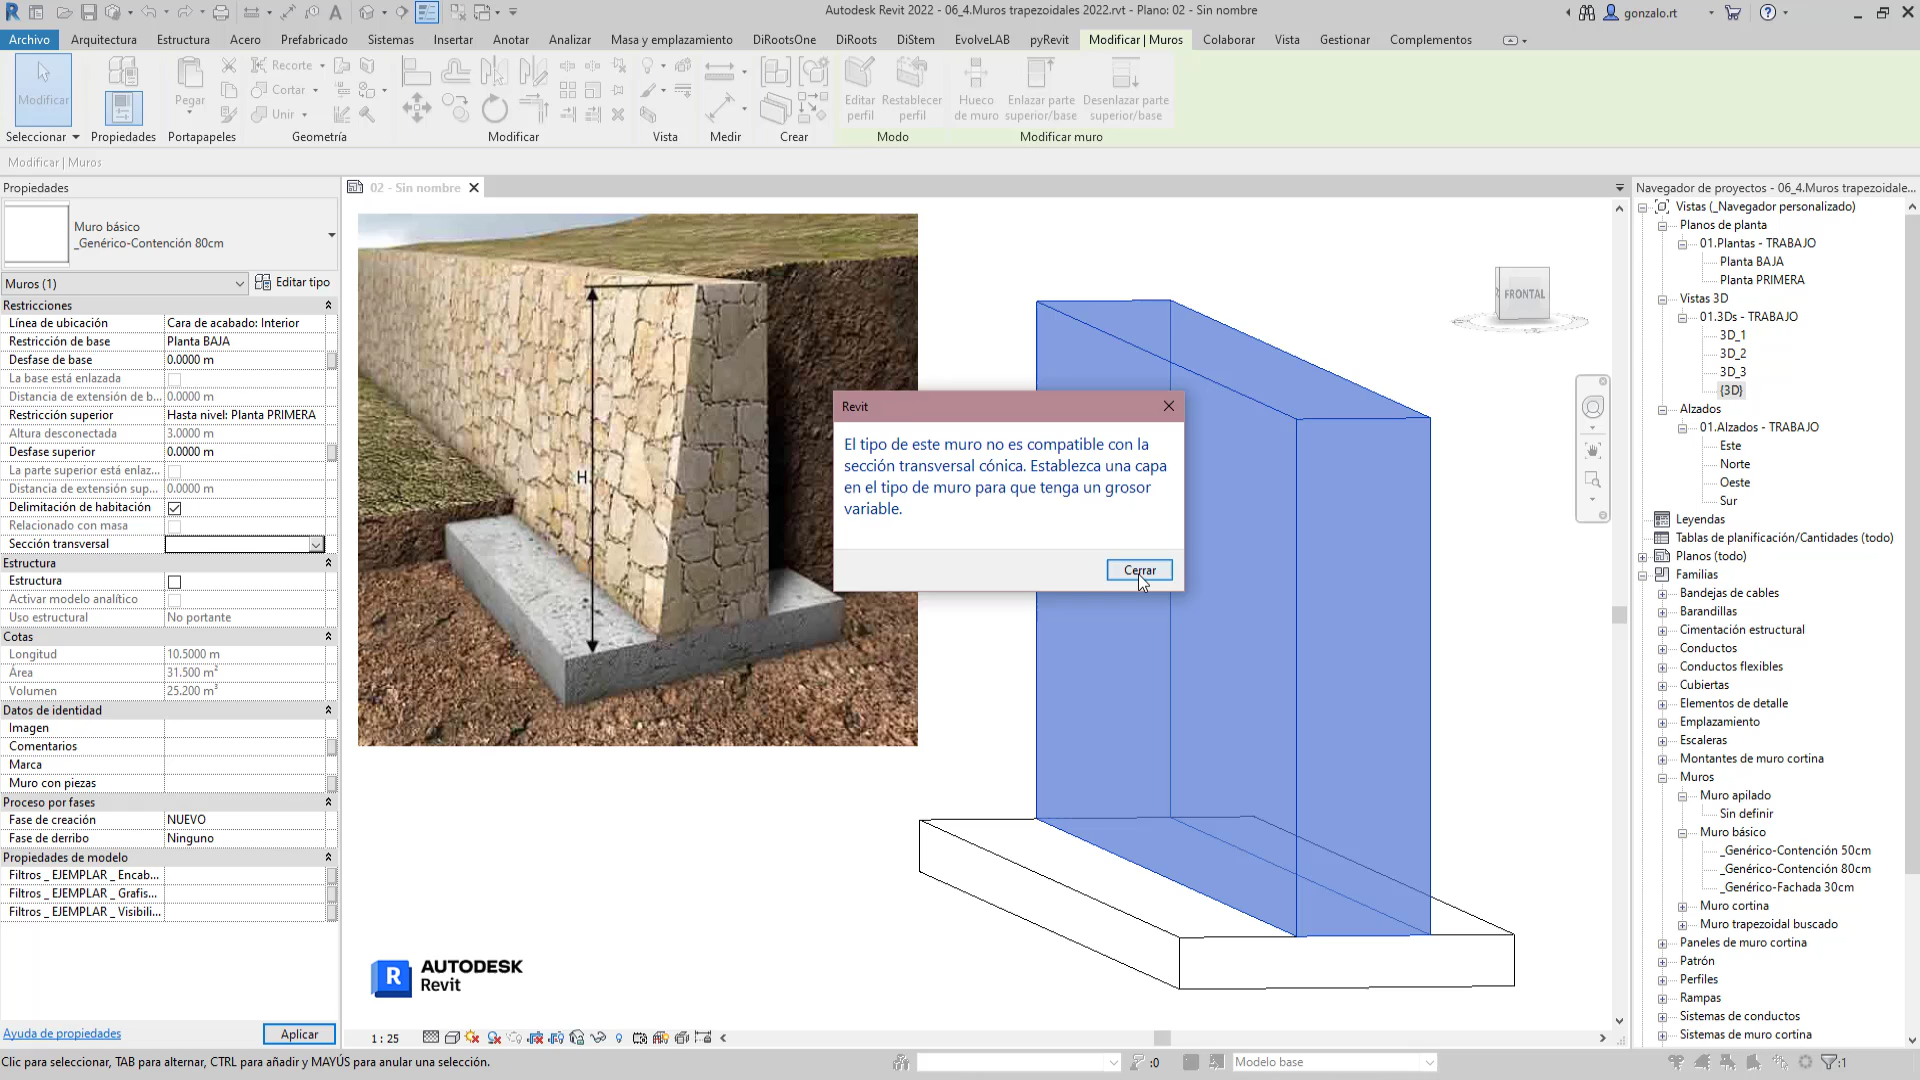 Autodesk Revit 2022 - 06_4.Muros trapezoidales 2022.rvt - Plano: 02 - Sin nombre
gonzalo.rt
Archivo Arquitectura Estructura Acero Prefabricado Sistemas Insertar Anotar Analizar Masa y emplazamiento DiRootsOne DiRoots DiStem EvolveLAB pyRevit Modificar | Muros Colaborar Vista Gestionar Complementos
Modificar
Pegar
Recorte
Cortar
Unir
Editar perfil
Restablecer perfil
Hueco de muro
Enlazar parte superior/base
Desenlazar parte superior/base
Seleccionar Propiedades Portapapeles Geometría Modificar Vista Medir Crear Modo Modificar muro
Modificar | Muros
Propiedades
Muro básico
_Genérico-Contención 80cm
Muros (1)
Editar tipo
Restricciones
Línea de ubicación Cara de acabado: Interior
Restricción de base Planta BAJA
Desfase de base 0.0000 m
La base está enlazada
Distancia de extensión de b... 0.0000 m
Restricción superior Hasta nivel: Planta PRIMERA
Altura desconectada 3.0000 m
Desfase superior 0.0000 m
La parte superior está enlaz...
Distancia de extensión sup... 0.0000 m
Delimitación de habitación
Relacionado con masa
Sección transversal
Estructura
Estructura
Activar modelo analítico
Uso estructural No portante
Cotas
Longitud 10.5000 m
Área 31.500 m²
Volumen 25.200 m³
Datos de identidad
Imagen
Comentarios
Marca
Muro con piezas
Proceso por fases
Fase de creación NUEVO
Fase de derribo Ninguno
Propiedades de modelo
Filtros _ EJEMPLAR _ Encab...
Filtros _ EJEMPLAR _ Grafis...
Filtros _ EJEMPLAR _ Visibili...
Ayuda de propiedades
Aplicar
02 - Sin nombre
H
FRONTAL
Revit
El tipo de este muro no es compatible con la
sección transversal cónica. Establezca una capa
en el tipo de muro para que tenga un grosor
variable.
Cerrar
R
AUTODESK
Revit
1 : 25
Navegador de proyectos - 06_4.Muros trapezoidale...
Vistas (_Navegador personalizado)
Planos de planta
01.Plantas - TRABAJO
Planta BAJA
Planta PRIMERA
Vistas 3D
01.3Ds - TRABAJO
3D_1
3D_2
3D_3
{3D}
Alzados
01.Alzados - TRABAJO
Este
Norte
Oeste
Sur
Leyendas
Tablas de planificación/Cantidades (todo)
Planos (todo)
Familias
Bandejas de cables
Barandillas
Cimentación estructural
Conductos
Conductos flexibles
Cubiertas
Elementos de detalle
Emplazamiento
Escaleras
Montantes de muro cortina
Muros
Muro apilado
Sin definir
Muro básico
_Genérico-Contención 50cm
_Genérico-Contención 80cm
_Genérico-Fachada 30cm
Muro cortina
Muro trapezoidal buscado
Paneles de muro cortina
Patrón
Perfiles
Rampas
Sistemas de conductos
Sistemas de muro cortina
Clic para seleccionar, TAB para alternar, CTRL para añadir y MAYÚS para anular una selección.
:0
Modelo base
:1